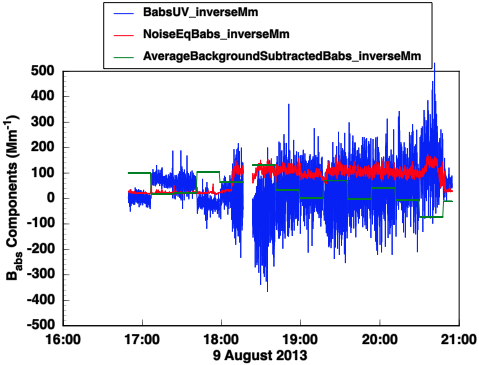 BabsUV_inverseMm
NoiseEqBabs_inverseMm
AverageBackgroundSubtractedBabs_inverseMm
500
400
300
200
100
0
-100
-200
-300
-400
-500
Babs Components (Mm-1)
16:00 17:00 18:00 19:00 20:00 21:00
9 August 2013